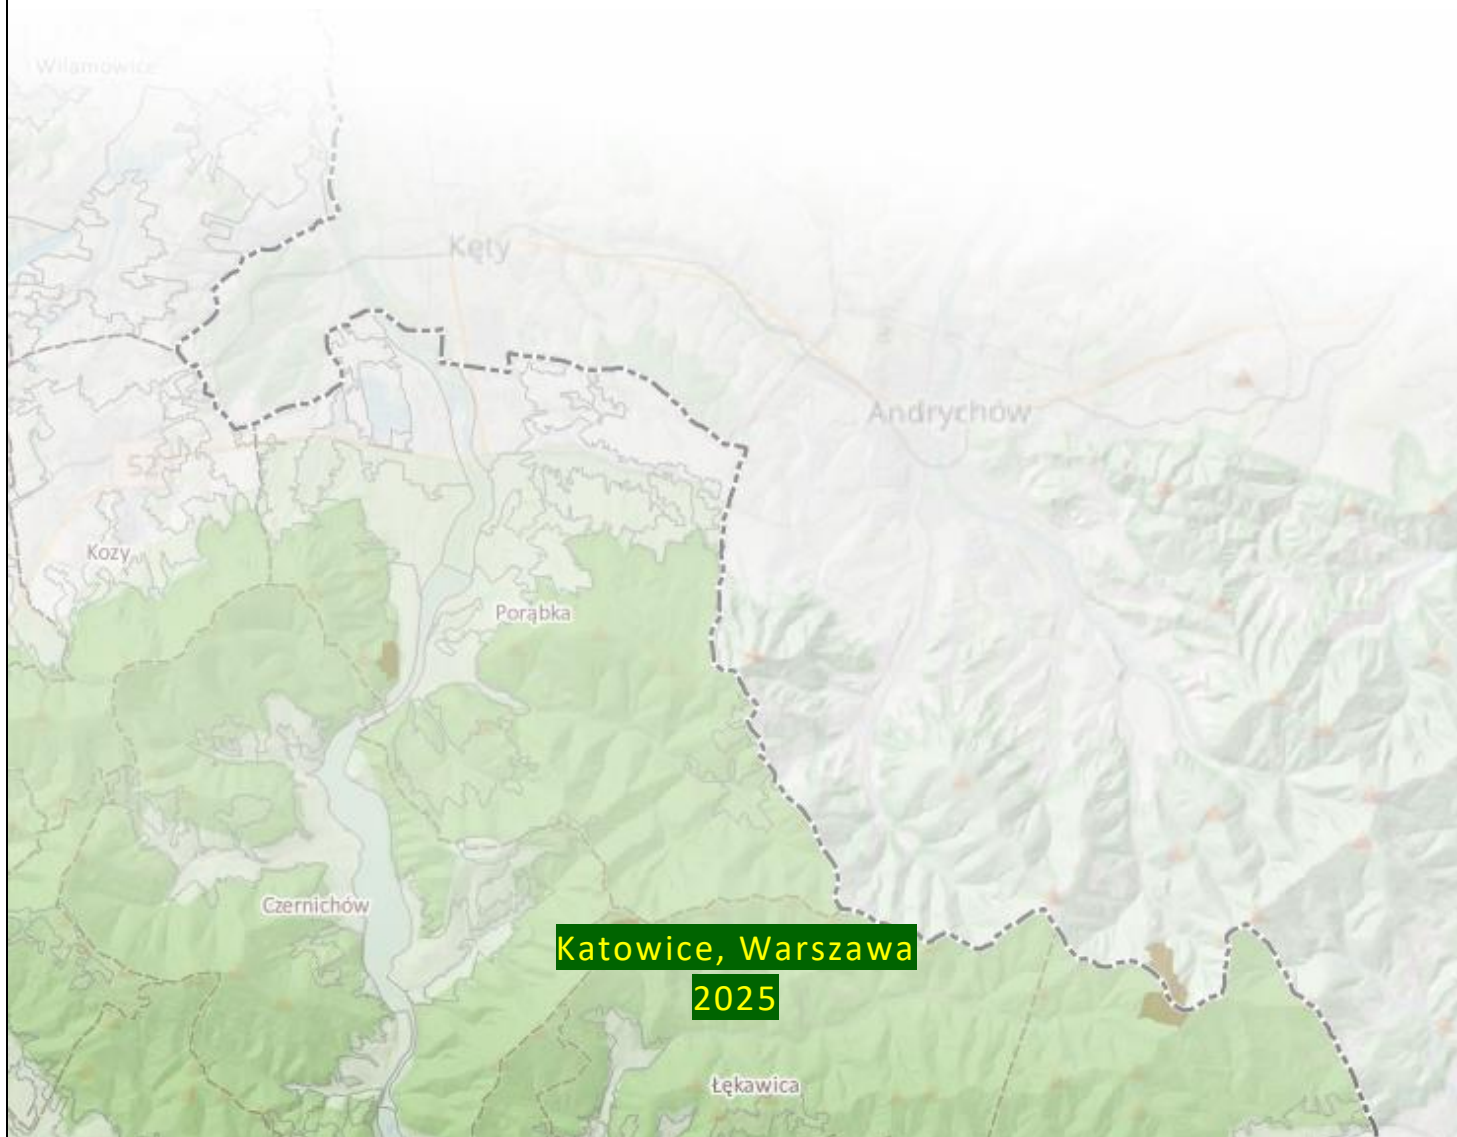 Wilamowice
Kęty
Andrychów
S52
Kozy
Porąbka
Czernichów
Katowice, Warszawa
2025
Łękawica